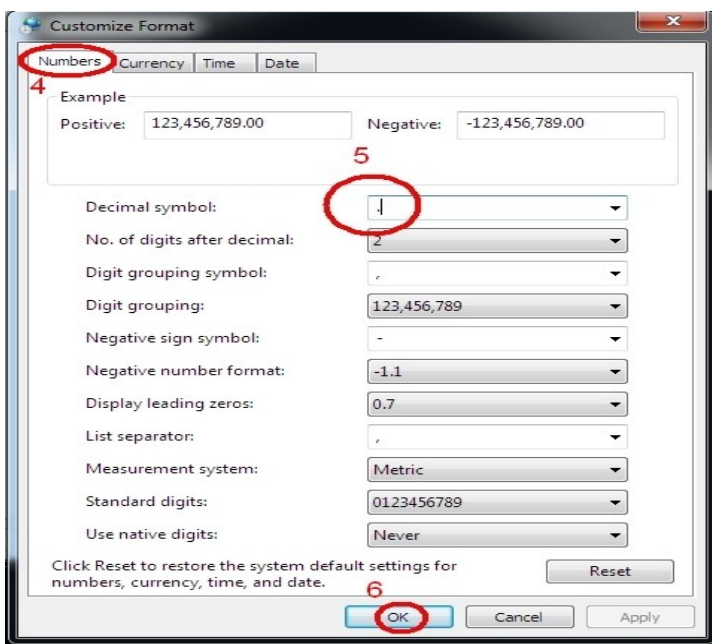 Customize Format
Numbers Currency Time Date
4
Example
Positive: 123,456,789.00 Negative: -123,456,789.00
5
Decimal symbol: .
No. of digits after decimal: 2
Digit grouping symbol: ,
Digit grouping: 123,456,789
Negative sign symbol: -
Negative number format: -1.1
Display leading zeros: 0.7
List separator: ,
Measurement system: Metric
Standard digits: 0123456789
Use native digits: Never
Click Reset to restore the system default settings for
numbers, currency, time, and date.
Reset
6
OK Cancel Apply